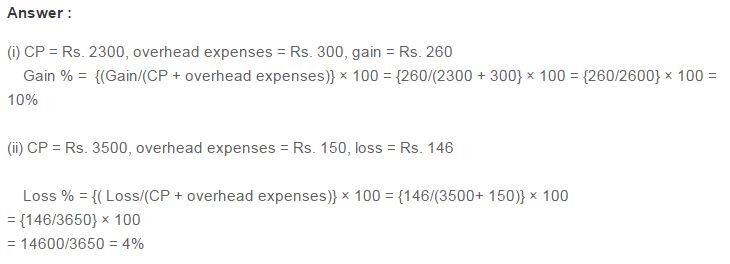 Answer :
(i) CP = Rs. 2300, overhead expenses = Rs. 300, gain = Rs. 260
Gain % = {(Gain/(CP + overhead expenses)} × 100 = {260/(2300 + 300} × 100 = {260/2600} × 100 =
10%
(ii) CP = Rs. 3500, overhead expenses = Rs. 150, loss = Rs. 146
Loss % = {( Loss/(CP + overhead expenses)} × 100 = {146/(3500+ 150)} × 100
= {146/3650} × 100
= 14600/3650 = 4%